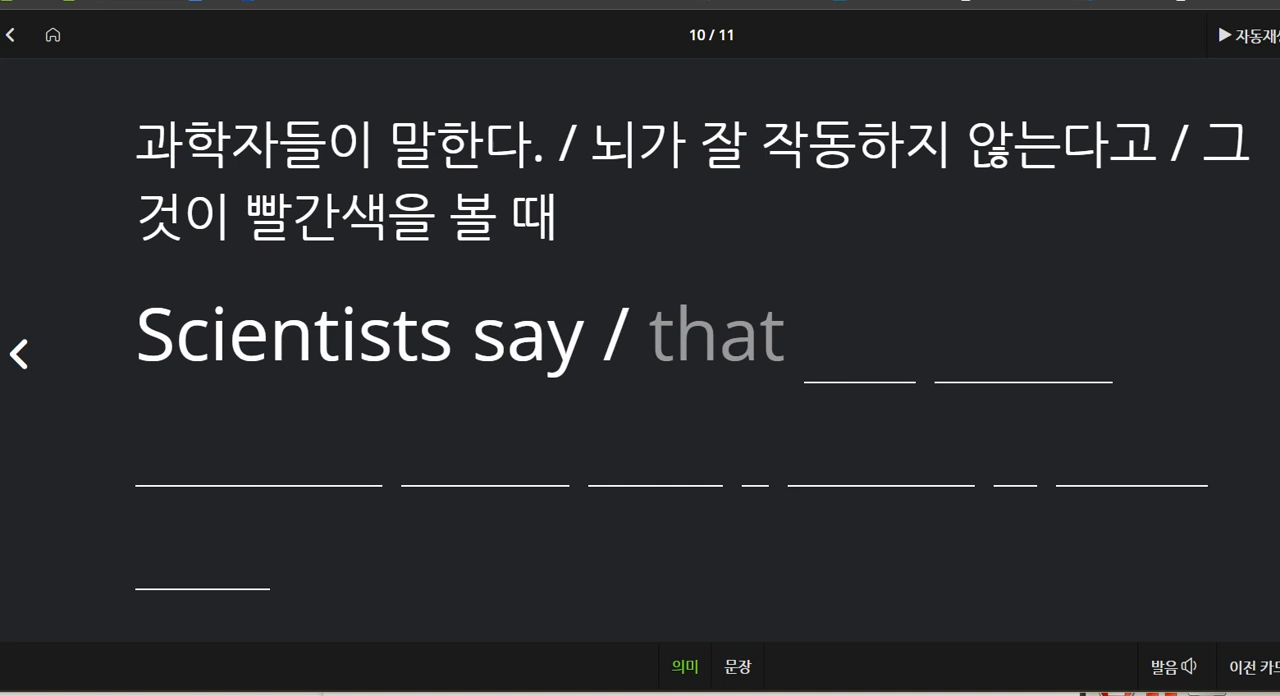 10 / 11
▶ 자동재
과학자들이 말한다. / 뇌가 잘 작동하지 않는다고 / 그
것이 빨간색을 볼 때
Scientists say / that
의미 문장
발음 이전 카